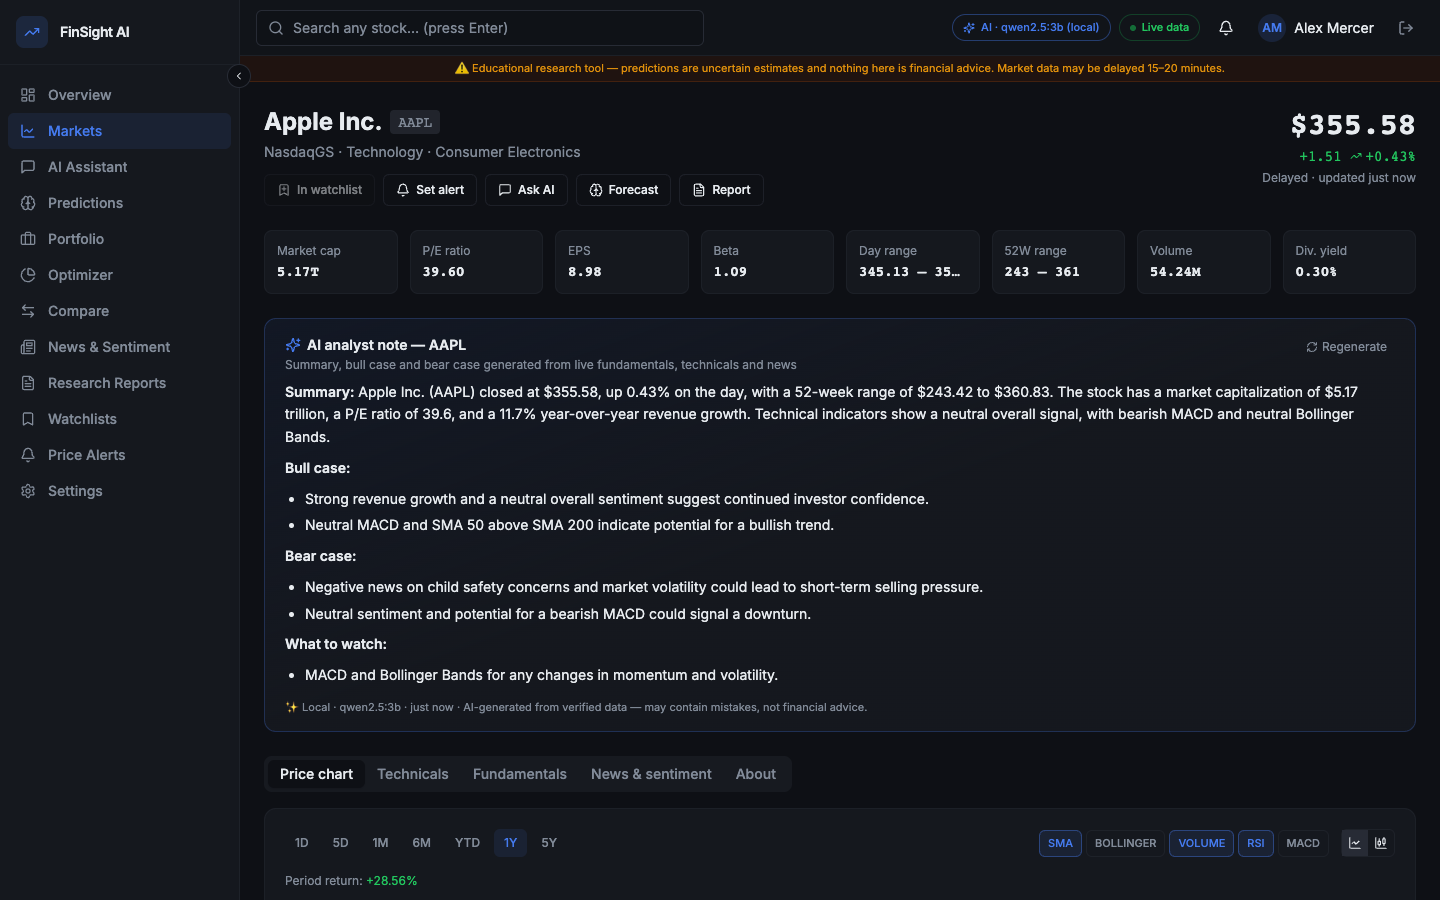 FinSight AI
Search any stock... (press Enter)
AI · qwen2.5:3b (local)
Live data
AM
Alex Mercer
Overview
Markets
AI Assistant
Predictions
Portfolio
Optimizer
Compare
News & Sentiment
Research Reports
Watchlists
Price Alerts
Settings
⚠️ Educational research tool — predictions are uncertain estimates and nothing here is financial advice. Market data may be delayed 15–20 minutes.
Apple Inc. AAPL
NasdaqGS · Technology · Consumer Electronics
In watchlist
Set alert
Ask AI
Forecast
Report
$355.58
+1.51 +0.43%
Delayed · updated just now
Market cap
5.17T
P/E ratio
39.60
EPS
8.98
Beta
1.09
Day range
345.13 — 35…
52W range
243 — 361
Volume
54.24M
Div. yield
0.30%
AI analyst note — AAPL
Regenerate
Summary, bull case and bear case generated from live fundamentals, technicals and news
Summary: Apple Inc. (AAPL) closed at $355.58, up 0.43% on the day, with a 52-week range of $243.42 to $360.83. The stock has a market capitalization of $5.17
trillion, a P/E ratio of 39.6, and a 11.7% year-over-year revenue growth. Technical indicators show a neutral overall signal, with bearish MACD and neutral Bollinger
Bands.
Bull case:
• Strong revenue growth and a neutral overall sentiment suggest continued investor confidence.
• Neutral MACD and SMA 50 above SMA 200 indicate potential for a bullish trend.
Bear case:
• Negative news on child safety concerns and market volatility could lead to short-term selling pressure.
• Neutral sentiment and potential for a bearish MACD could signal a downturn.
What to watch:
• MACD and Bollinger Bands for any changes in momentum and volatility.
✨ Local · qwen2.5:3b · just now · AI-generated from verified data — may contain mistakes, not financial advice.
Price chart
Technicals
Fundamentals
News & sentiment
About
1D
5D
1M
6M
YTD
1Y
5Y
SMA
BOLLINGER
VOLUME
RSI
MACD
Period return: +28.56%